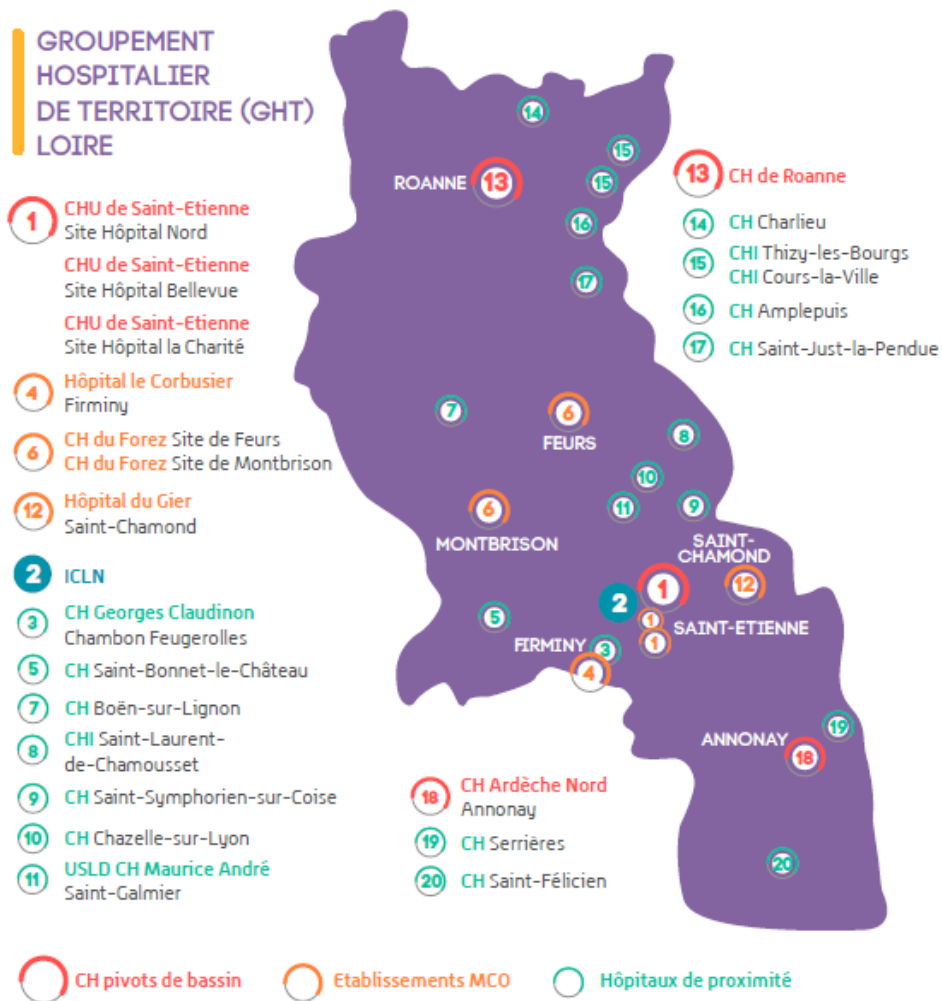 GROUPEMENT
HOSPITALIER
DE TERRITOIRE (GHT)
LOIRE
1 CHU de Saint-Etienne
Site Hôpital Nord
CHU de Saint-Etienne
Site Hôpital Bellevue
CHU de Saint-Etienne
Site Hôpital la Charité
4 Hôpital le Corbusier
Firminy
6 CH du Forez Site de Feurs
CH du Forez Site de Montbrison
12 Hôpital du Gier
Saint-Chamond
2 ICLN
3 CH Georges Claudinon
Chambon Feugerolles
5 CH Saint-Bonnet-le-Château
7 CH Boën-sur-Lignon
8 CHI Saint-Laurent-
de-Chamousset
9 CH Saint-Symphorien-sur-Coise
10 CH Chazelle-sur-Lyon
11 USLD CH Maurice André
Saint-Galmier
14
15
ROANNE 13
15
16
17
7
6
FEURS
8
10
6
11
9
MONTBRISON
SAINT-
CHAMOND
12
1
2
1
SAINT-ETIENNE
5
1
FIRMINY
3
4
19
ANNONAY
18
20
13 CH de Roanne
14 CH Charlieu
15 CHI Thizy-les-Bourgs
CHI Cours-la-Ville
16 CH Amplepuis
17 CH Saint-Just-la-Pendue
18 CH Ardèche Nord
Annonay
19 CH Serrières
20 CH Saint-Félicien
CH pivots de bassin
Etablissements MCO
Hôpitaux de proximité